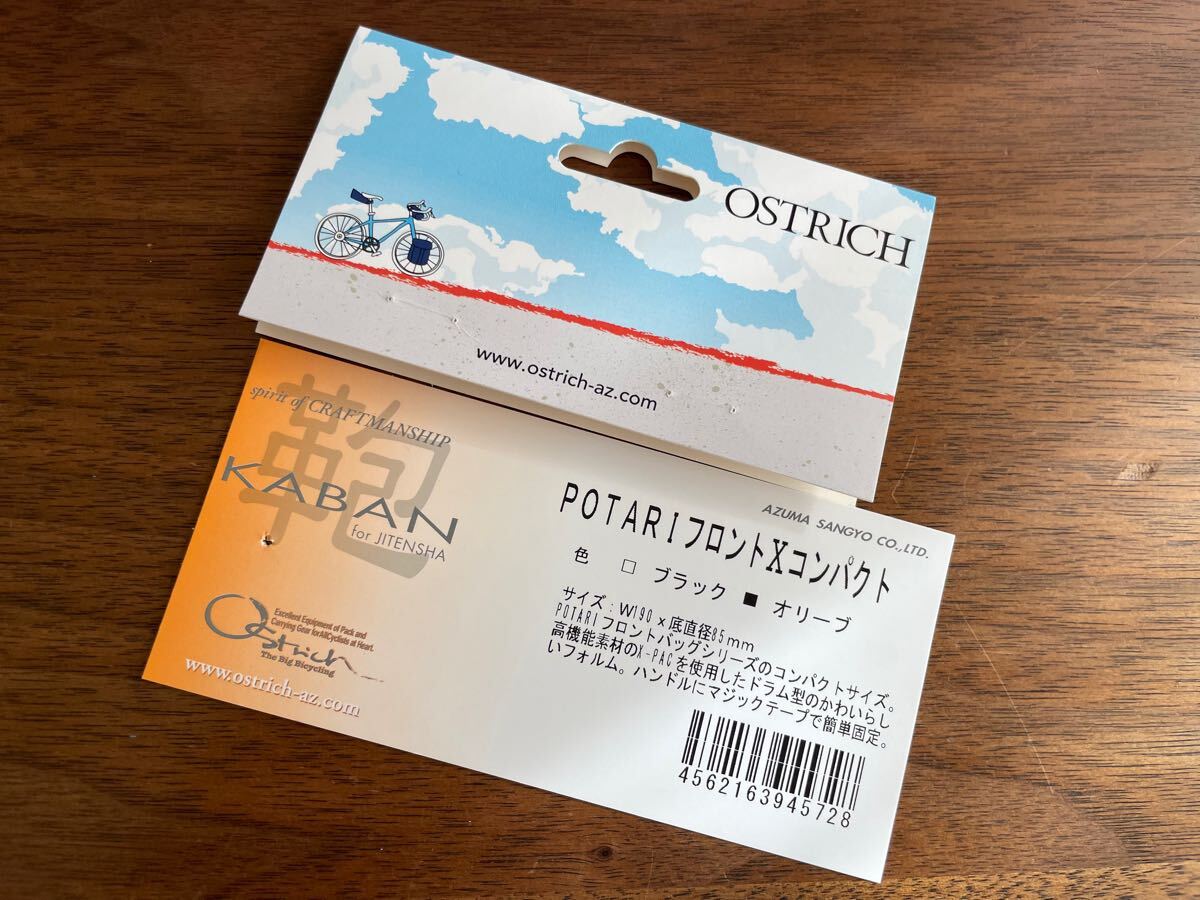 OSTRICH
www.ostrich-az.com
spirit of CRAFTMANSHIP
鞄
KABAN
for JITENSHA
Ostrich
Excellent Equipment of Pack and
Carrying Gear for All Cyclists at Heart.
The Big Bicycling
www.ostrich-az.com
AZUMA SANGYO CO.,LTD.
POTARIフロントXコンパクト
色 □ ブラック ■ オリーブ
サイズ:W190×底直径85mm
POTARIフロントバッグシリーズのコンパクトサイズ。
高機能素材のX-PACを使用したドラム型のかわいらし
いフォルム。ハンドルにマジックテープで簡単固定。
4562163945728